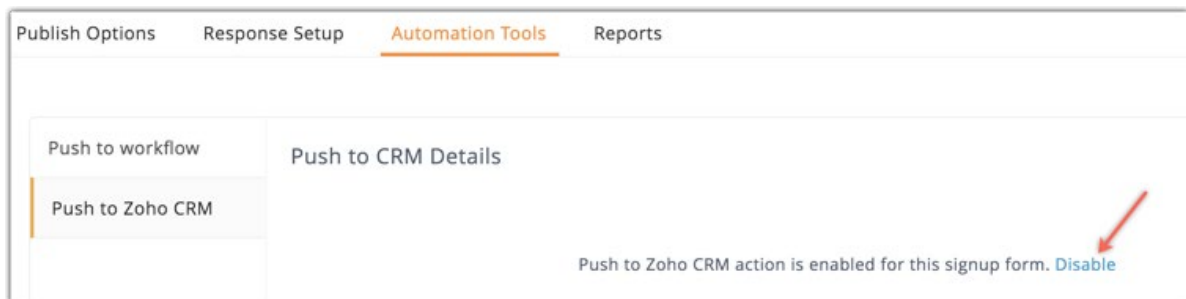 Publish Options Response Setup Automation Tools Reports
Push to workflow
Push to CRM Details
Push to Zoho CRM
Push to Zoho CRM action is enabled for this signup form. Disable